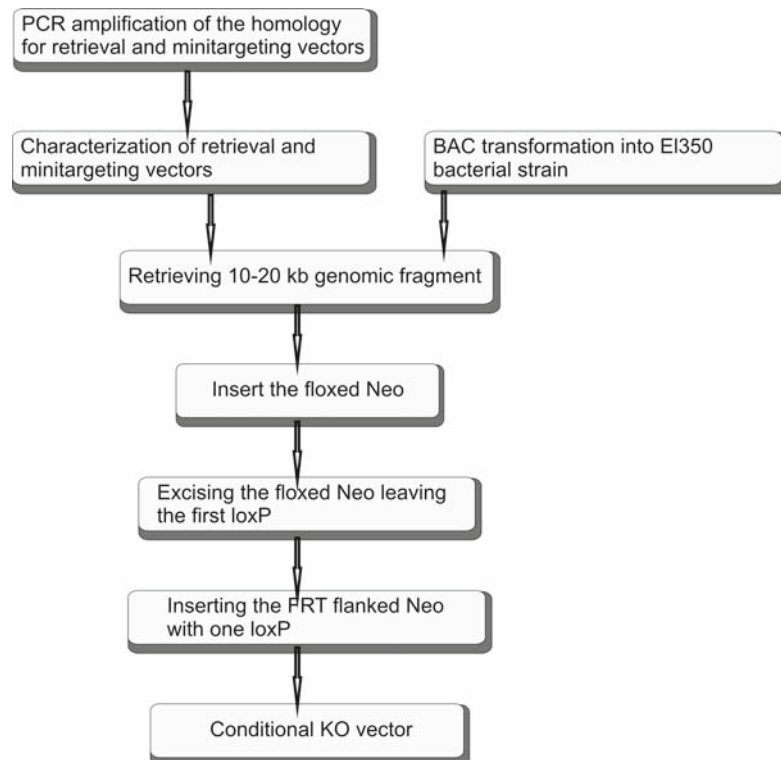 PCR amplification of the homology
for retrieval and minitargeting vectors
Characterization of retrieval and
minitargeting vectors
BAC transformation into EI350
bacterial strain
Retrieving 10-20 kb genomic fragment
Insert the floxed Neo
Excising the floxed Neo leaving
the first loxP
Inserting the FRT flanked Neo
with one loxP
Conditional KO vector